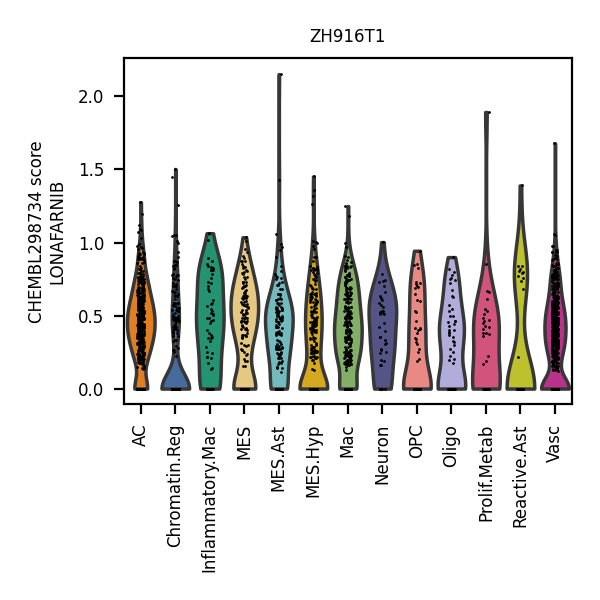 ZH916T1
CHEMBL298734 score
LONAFARNIB
2.0
1.5
1.0
0.5
0.0
AC
Chromatin.Reg
Inflammatory.Mac
MES
MES.Ast
MES.Hyp
Mac
Neuron
OPC
Oligo
Prolif.Metab
Reactive.Ast
Vasc